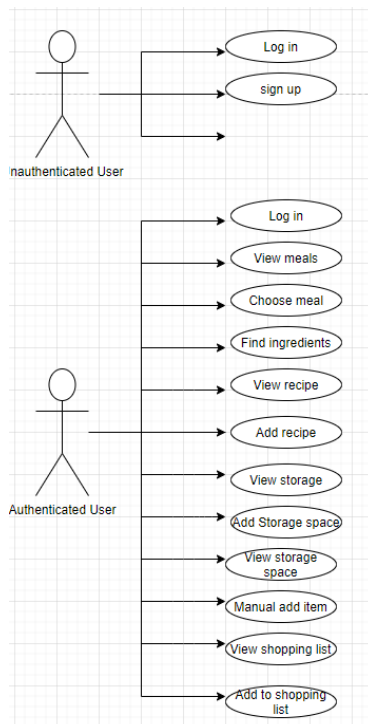 Log in
sign up
nauthenticated User
Log in
View meals
Choose meal
Find ingredients
View recipe
Add recipe
View storage
Authenticated User
Add Storage space
View storage
space
Manual add item
View shopping list
Add to shopping
list